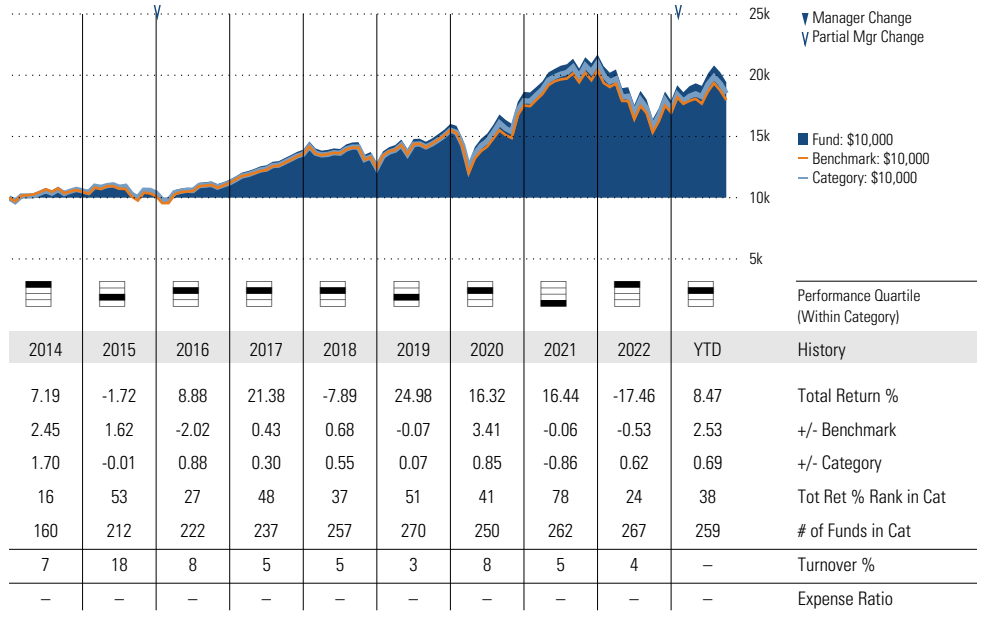 25k
▼ Manager Change
∨ Partial Mgr Change
20k
15k
Fund: $10,000
Benchmark: $10,000
Category: $10,000
10k
5k
Performance Quartile
(Within Category)
2014 2015 2016 2017 2018 2019 2020 2021 2022 YTD History
7.19 -1.72 8.88 21.38 -7.89 24.98 16.32 16.44 -17.46 8.47 Total Return %
2.45 1.62 -2.02 0.43 0.68 -0.07 3.41 -0.06 -0.53 2.53 +/- Benchmark
1.70 -0.01 0.88 0.30 0.55 0.07 0.85 -0.86 0.62 0.69 +/- Category
16 53 27 48 37 51 41 78 24 38 Tot Ret % Rank in Cat
160 212 222 237 257 270 250 262 267 259 # of Funds in Cat
7 18 8 5 5 3 8 5 4 – Turnover %
– – – – – – – – – – Expense Ratio